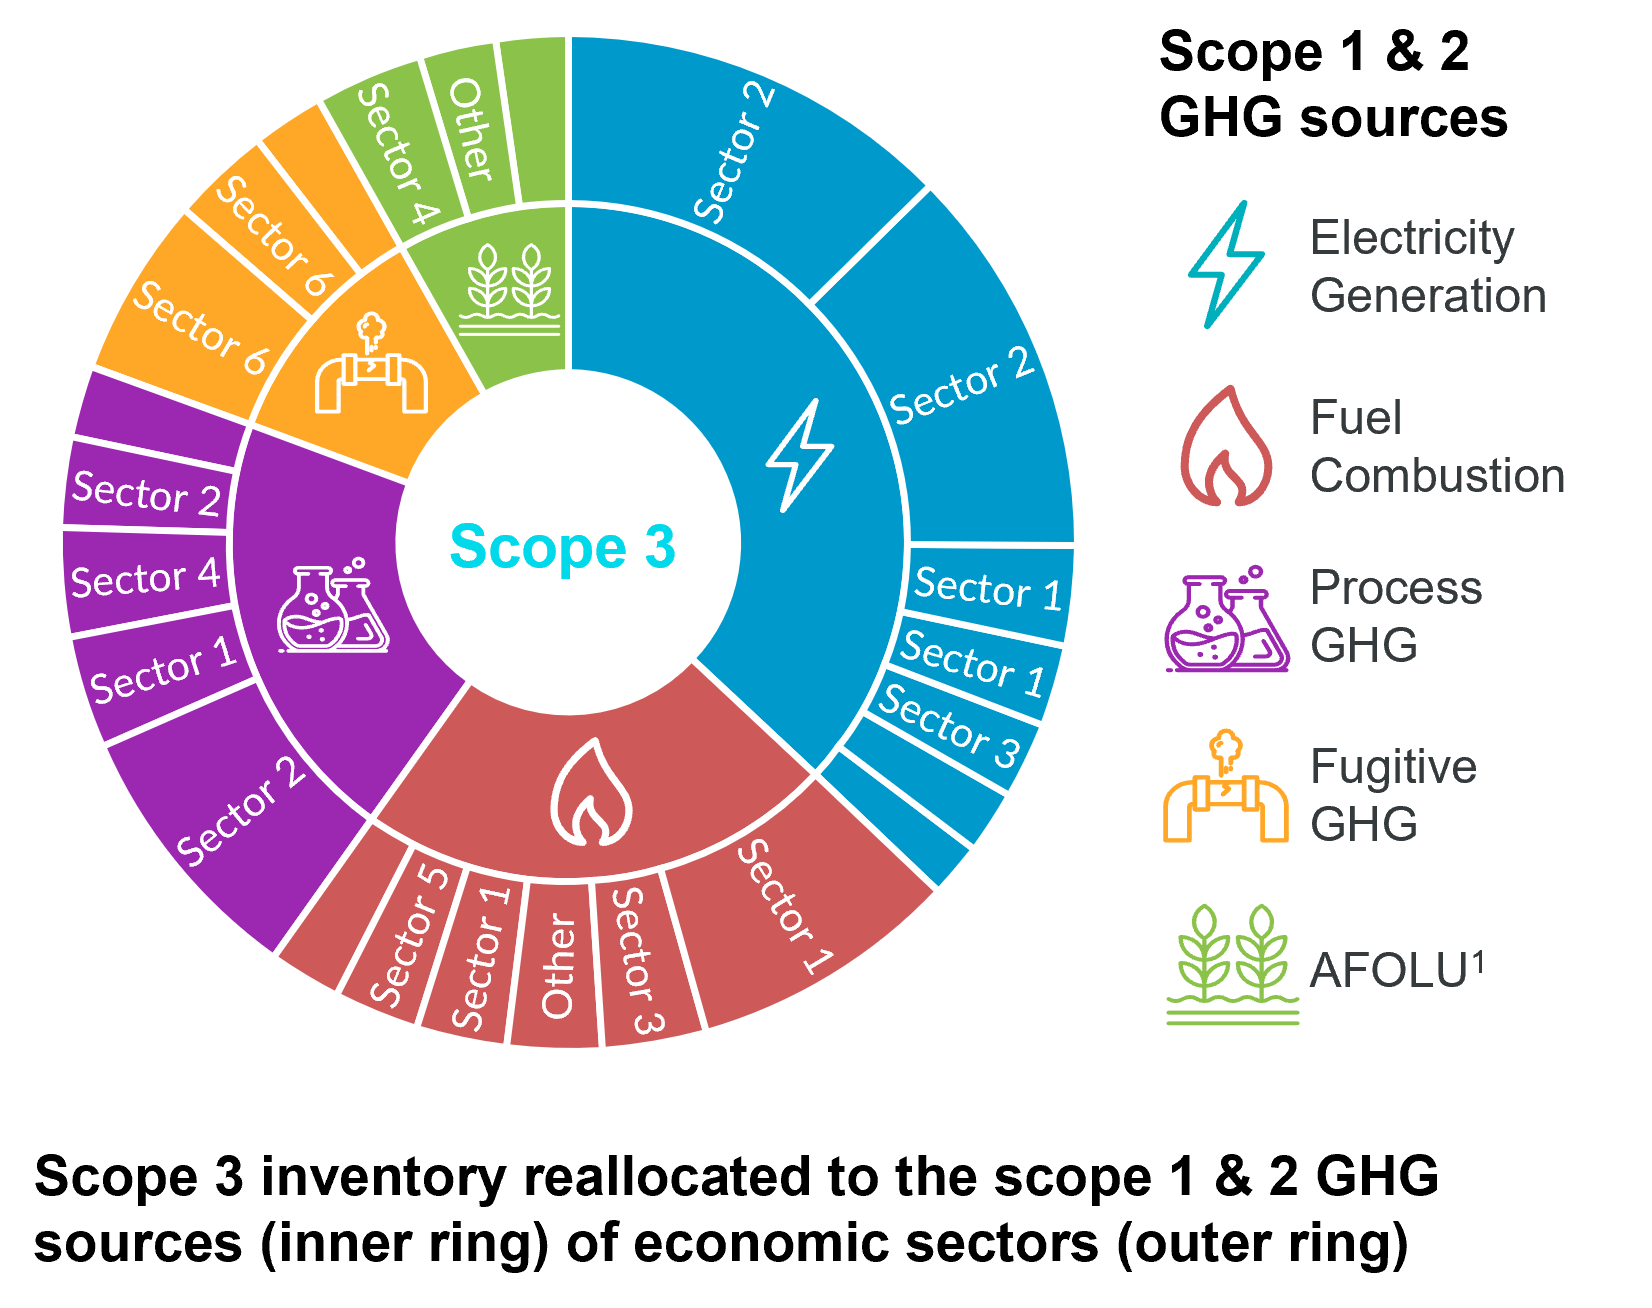 Scope 1 & 2
GHG sources
Electricity
Generation
Fuel
Combustion
Process
GHG
Fugitive
GHG
AFOLU¹
Scope 3
Sector 2
Sector 2
Sector 1
Sector 1
Sector 3
Sector 1
Sector 3
Other
Sector 1
Sector 5
Sector 2
Sector 1
Sector 4
Sector 2
Sector 6
Sector 6
Sector 4
Other
Scope 3 inventory reallocated to the scope 1 & 2 GHG
sources (inner ring) of economic sectors (outer ring)